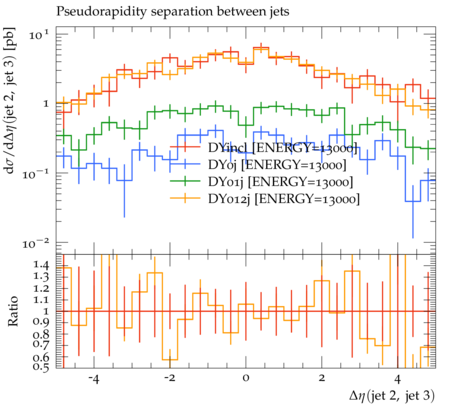 Pseudorapidity separation between jets
dσ/dΔη(jet 2, jet 3) [pb]
10¹
1
10⁻¹
10⁻²
DYincl [ENERGY=13000]
DY0j [ENERGY=13000]
DY01j [ENERGY=13000]
DY012j [ENERGY=13000]
Ratio
1.4
1.3
1.2
1.1
1
0.9
0.8
0.7
0.6
0.5
-4 -2 0 2 4
Δη(jet 2, jet 3)